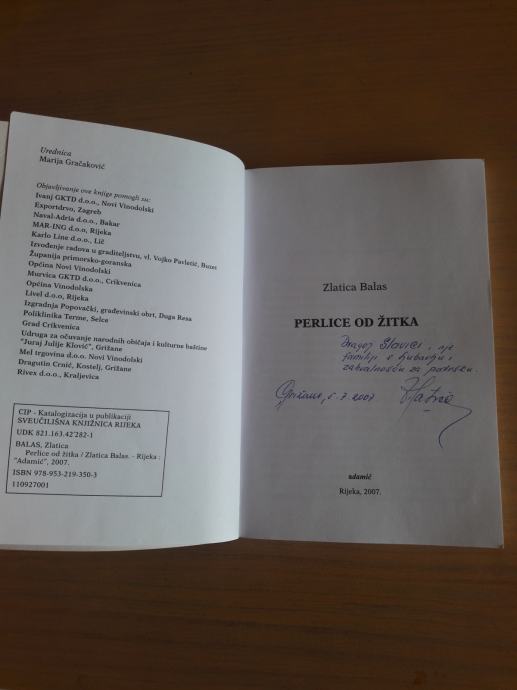 Urednica
Marija Gračaković
Objavljivanje ove knjige pomogli su:
Ivanj GKTD d.o.o., Novi Vinodolski
Exportdrvo, Zagreb
Naval-Adria d.o.o., Bakar
MAR-ING d.o.o, Rijeka
Karlo Line d.o.o., Lič
Izvođenje radova u graditeljstvu, vl. Vojko Pavletić, Buzet
Županija primorsko-goranska
Općina Novi Vinodolski
Murvica GKTD d.o.o., Crikvenica
Općina Vinodolska
Livel d.o.o, Rijeka
Izgradnja Popovački, građevinski obrt, Duga Resa
Poliklinika Terme, Selce
Grad Crikvenica
Udruga za očuvanje narodnih običaja i kulturne baštine
"Juraj Julije Klović", Grižane
Mel trgovina d.o.o. Novi Vinodolski
Dragutin Crnić, Kostelj, Grižane
Rivex d.o.o., Kraljevica
CIP - Katalogizacija u publikaciji
SVEUČILIŠNA KNJIŽNICA RIJEKA
UDK 821.163.42'282-1
BALAS, Zlatica
Perlice od žitka / Zlatica Balas. - Rijeka :
"Adamić", 2007.
ISBN 978-953-219-350-3
110927001
Zlatica Balas
PERLICE OD ŽITKA
Dragoj Slavici, nje
familiji s ljubavlju i
zahvalnošću za podršku.
Grižane, 5.7.2007
adamić
Rijeka, 2007.